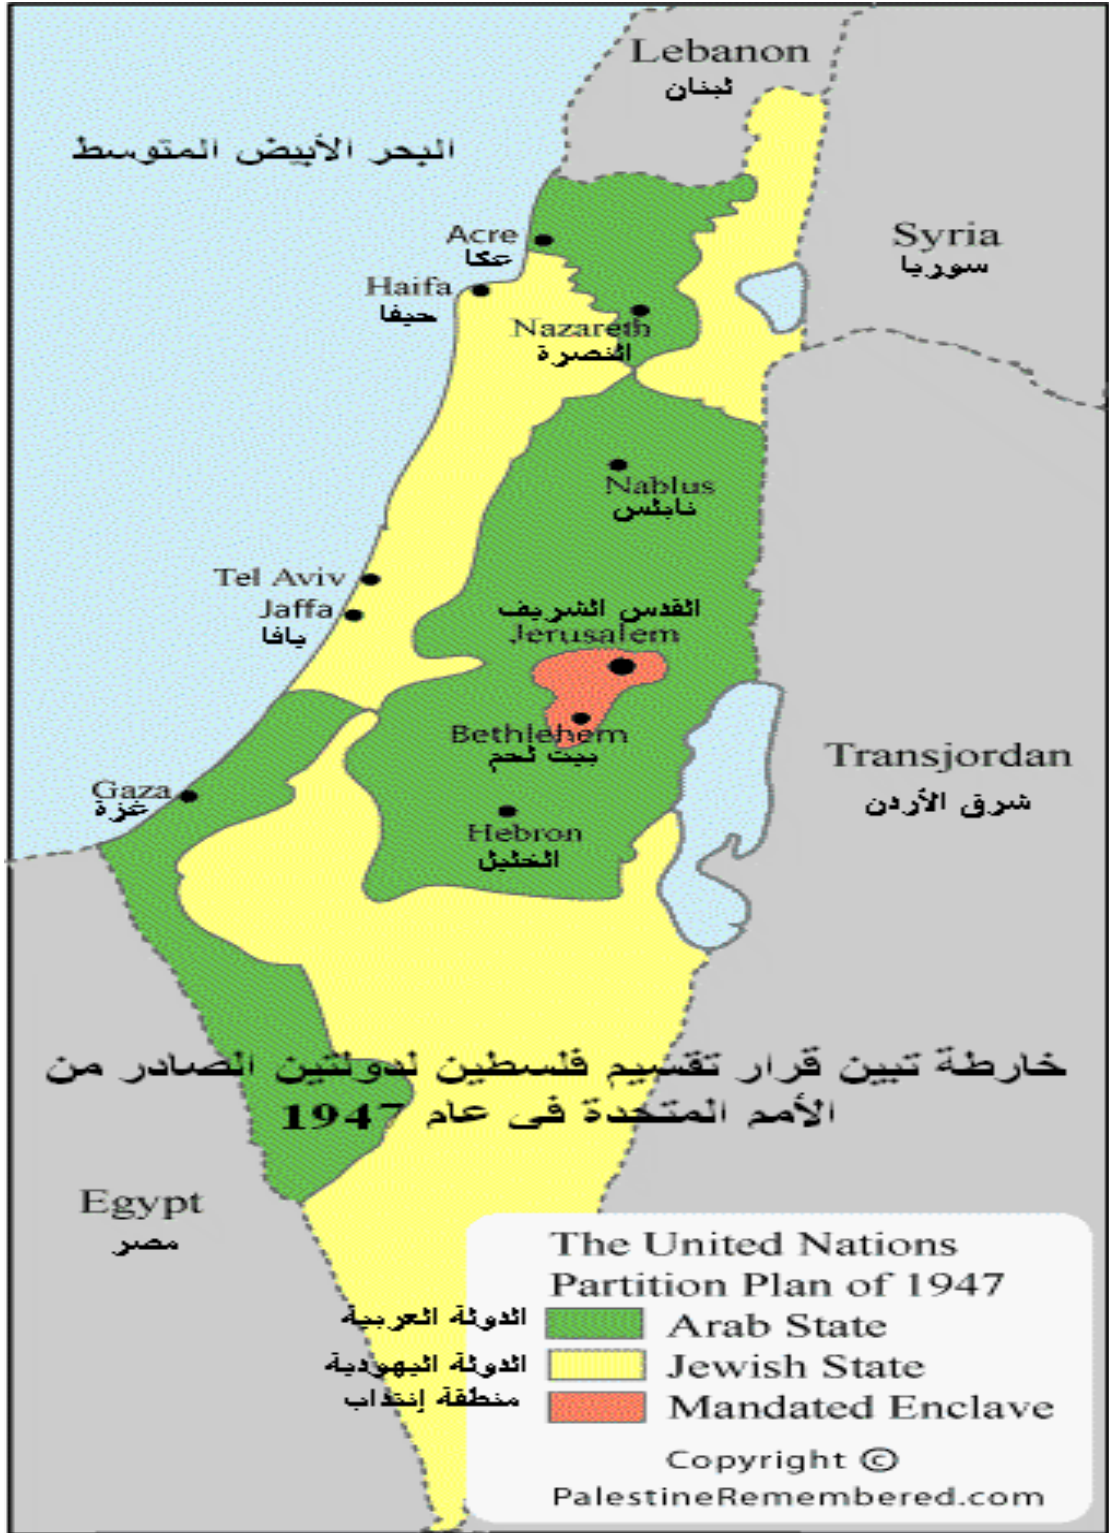 Lebanon
لبنان
البحر الأبيض المتوسط
Syria
سوريا
Acre
عكا
Haifa
حيفا
Nazareth
النصرة
Nablus
نابلس
Tel Aviv
Jaffa
يافا
القدس الشريف
Jerusalem
Bethlehem
بيت لحم
Transjordan
شرق الأردن
Gaza
غزة
Hebron
الخليل
خارطة تبين قرار تقسيم فلسطين لدولتين الصادر من
الأمم المتحدة فى عام 1947
Egypt
مصر
The United Nations
Partition Plan of 1947
الدولة العربية Arab State
الدولة اليهودية Jewish State
منطقة إنتداب Mandated Enclave
Copyright ©
PalestineRemembered.com